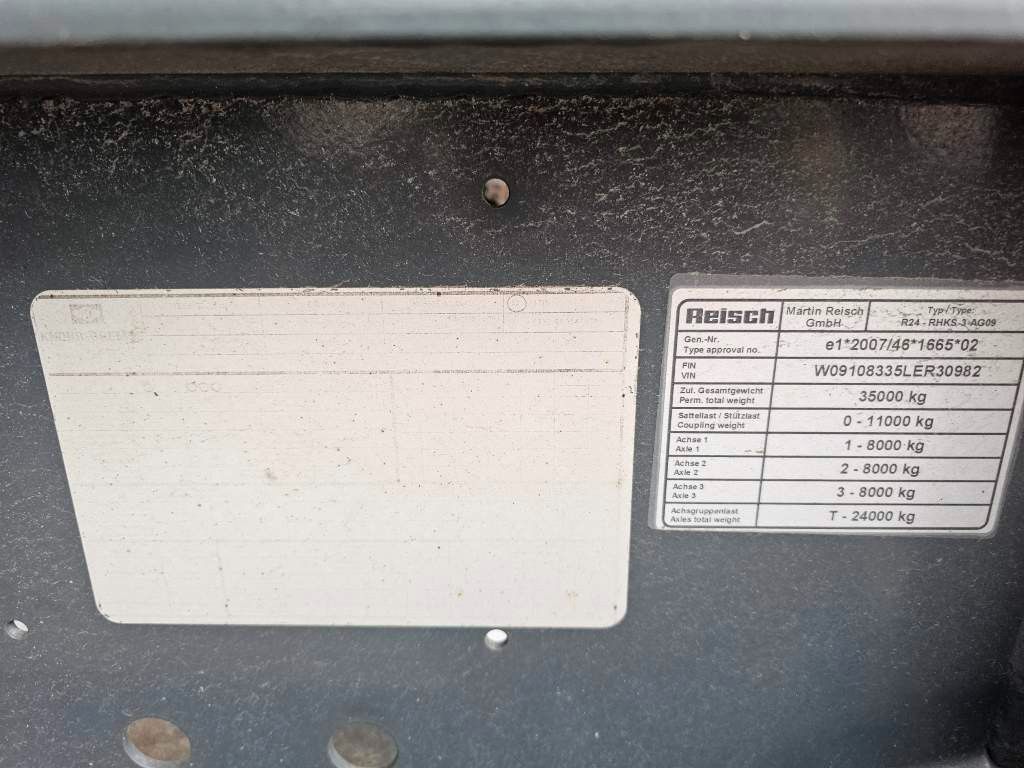 Reisch
Martin Reisch
GmbH
Typ / Type:
R24 - RHKS-3-AG09
Gen.-Nr.
Type approval no.
e1*2007/46*1665*02
FIN
VIN
W09108335LER30982
Zul. Gesamtgewicht
Perm. total weight
35000 kg
Sattellast / Stützlast
Coupling weight
0 - 11000 kg
Achse 1
Axle 1
1 - 8000 kg
Achse 2
Axle 2
2 - 8000 kg
Achse 3
Axle 3
3 - 8000 kg
Achsgruppenlast
Axles total weight
T - 24000 kg